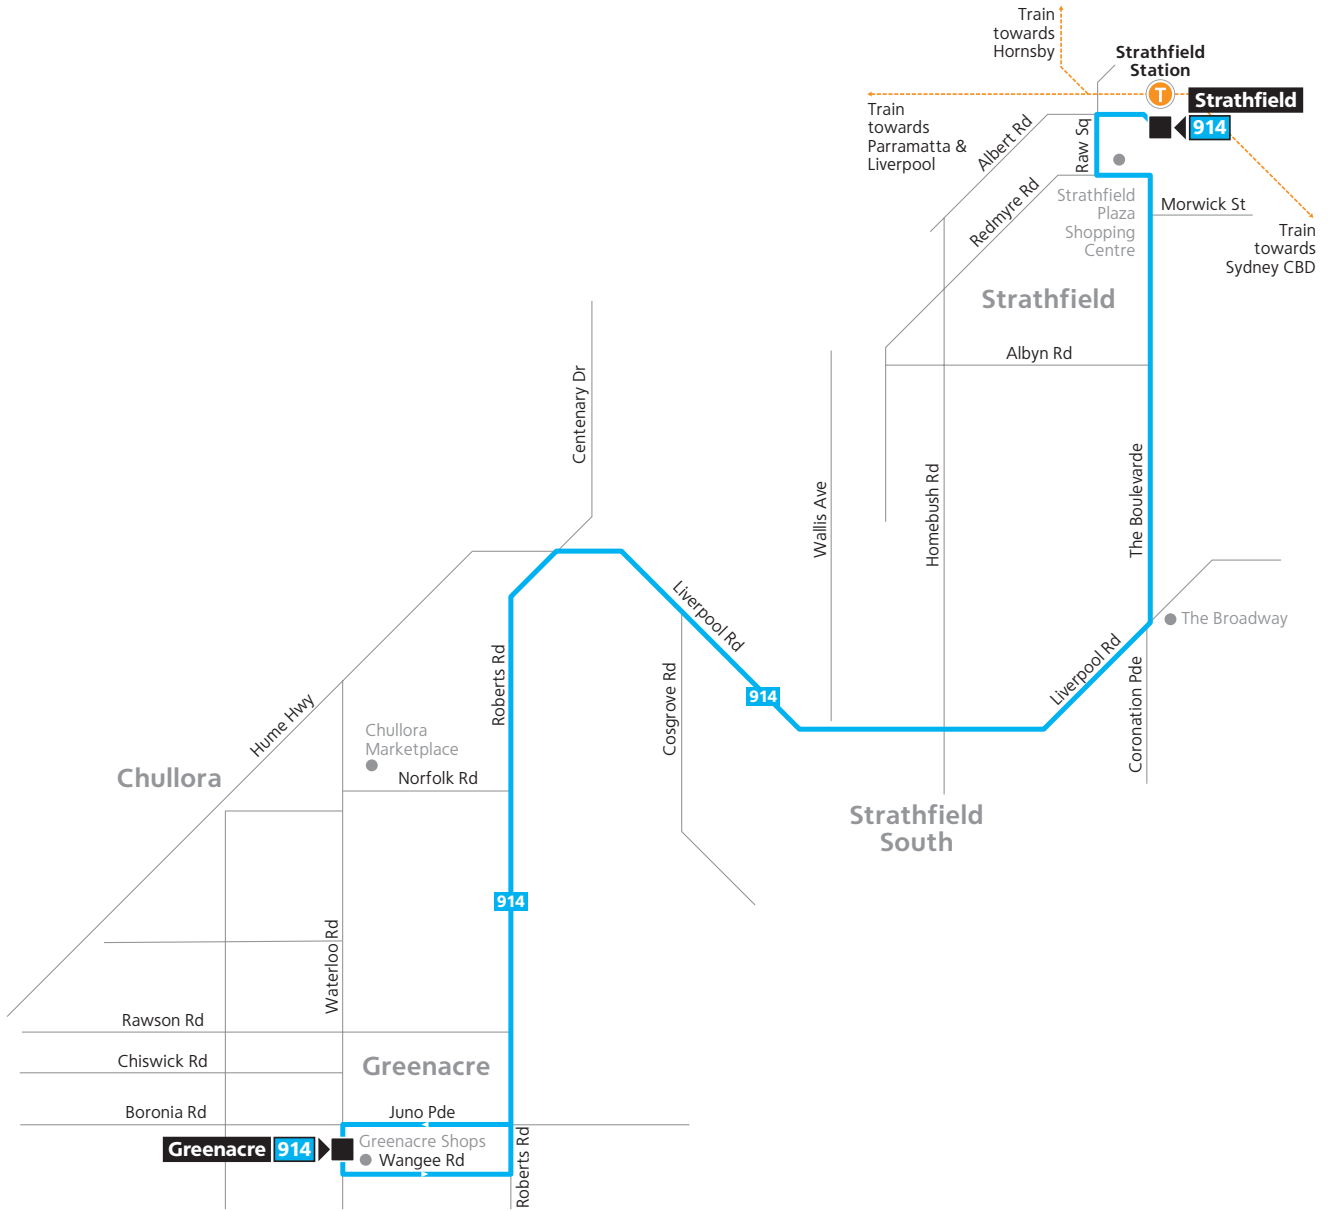 Train
towards
Hornsby
Strathfield
Station
T
Strathfield
914
Train
towards
Parramatta &
Liverpool
Albert Rd
Raw Sq
Redmyre Rd
Strathfield
Plaza
Shopping
Centre
Morwick St
Train
towards
Sydney CBD
Strathfield
Albyn Rd
Centenary Dr
Wallis Ave
Homebush Rd
The Boulevarde
Liverpool Rd
The Broadway
Liverpool Rd
Coronation Pde
Roberts Rd
Cosgrove Rd
914
Hume Hwy
Chullora
Marketplace
Chullora
Norfolk Rd
Strathfield
South
914
Waterloo Rd
Rawson Rd
Chiswick Rd
Greenacre
Boronia Rd
Juno Pde
Greenacre 914
Greenacre Shops
Wangee Rd
Roberts Rd